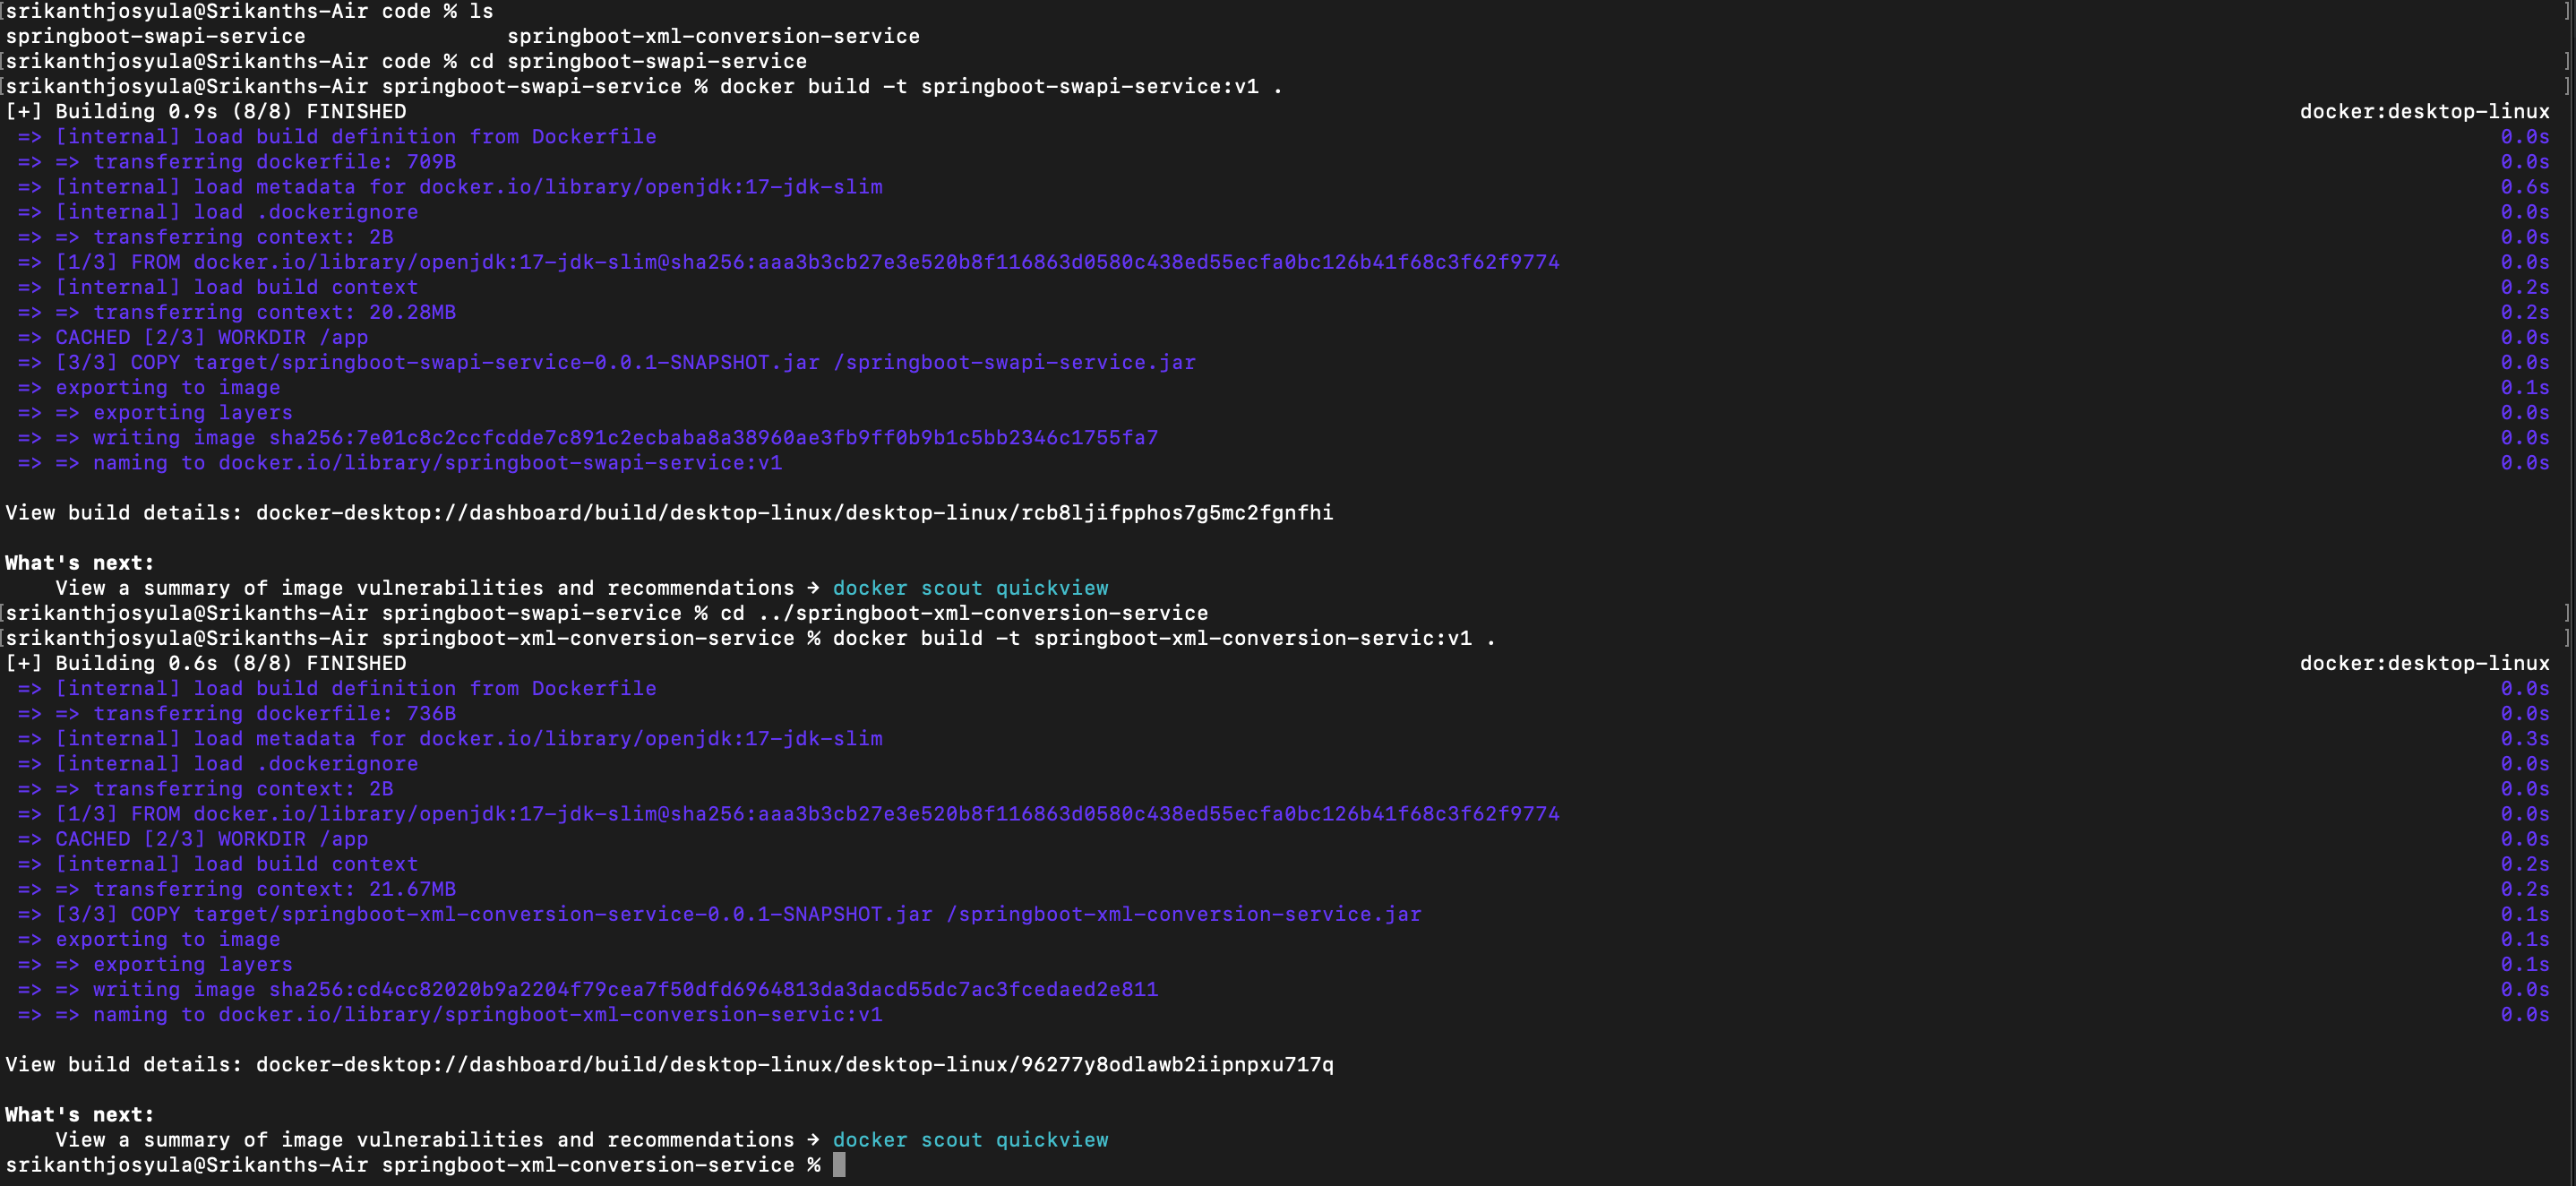 [srikanthjosyula@Srikanths-Air code % ls ]
springboot-swapi-service springboot-xml-conversion-service
[srikanthjosyula@Srikanths-Air code % cd springboot-swapi-service ]
[srikanthjosyula@Srikanths-Air springboot-swapi-service % docker build -t springboot-swapi-service:v1 . ]
[+] Building 0.9s (8/8) FINISHED docker:desktop-linux
=> [internal] load build definition from Dockerfile 0.0s
=> => transferring dockerfile: 709B 0.0s
=> [internal] load metadata for docker.io/library/openjdk:17-jdk-slim 0.6s
=> [internal] load .dockerignore 0.0s
=> => transferring context: 2B 0.0s
=> [1/3] FROM docker.io/library/openjdk:17-jdk-slim@sha256:aaa3b3cb27e3e520b8f116863d0580c438ed55ecfa0bc126b41f68c3f62f9774 0.0s
=> [internal] load build context 0.2s
=> => transferring context: 20.28MB 0.2s
=> CACHED [2/3] WORKDIR /app 0.0s
=> [3/3] COPY target/springboot-swapi-service-0.0.1-SNAPSHOT.jar /springboot-swapi-service.jar 0.0s
=> exporting to image 0.1s
=> => exporting layers 0.0s
=> => writing image sha256:7e01c8c2ccfcdde7c891c2ecbaba8a38960ae3fb9ff0b9b1c5bb2346c1755fa7 0.0s
=> => naming to docker.io/library/springboot-swapi-service:v1 0.0s
View build details: docker-desktop://dashboard/build/desktop-linux/desktop-linux/rcb8ljifpphos7g5mc2fgnfhi
What's next:
View a summary of image vulnerabilities and recommendations → docker scout quickview
[srikanthjosyula@Srikanths-Air springboot-swapi-service % cd ../springboot-xml-conversion-service ]
[srikanthjosyula@Srikanths-Air springboot-xml-conversion-service % docker build -t springboot-xml-conversion-servic:v1 . ]
[+] Building 0.6s (8/8) FINISHED docker:desktop-linux
=> [internal] load build definition from Dockerfile 0.0s
=> => transferring dockerfile: 736B 0.0s
=> [internal] load metadata for docker.io/library/openjdk:17-jdk-slim 0.3s
=> [internal] load .dockerignore 0.0s
=> => transferring context: 2B 0.0s
=> [1/3] FROM docker.io/library/openjdk:17-jdk-slim@sha256:aaa3b3cb27e3e520b8f116863d0580c438ed55ecfa0bc126b41f68c3f62f9774 0.0s
=> CACHED [2/3] WORKDIR /app 0.0s
=> [internal] load build context 0.2s
=> => transferring context: 21.67MB 0.2s
=> [3/3] COPY target/springboot-xml-conversion-service-0.0.1-SNAPSHOT.jar /springboot-xml-conversion-service.jar 0.1s
=> exporting to image 0.1s
=> => exporting layers 0.1s
=> => writing image sha256:cd4cc82020b9a2204f79cea7f50dfd6964813da3dacd55dc7ac3fcedaed2e811 0.0s
=> => naming to docker.io/library/springboot-xml-conversion-servic:v1 0.0s
View build details: docker-desktop://dashboard/build/desktop-linux/desktop-linux/96277y8odlawb2iipnpxu717q
What's next:
View a summary of image vulnerabilities and recommendations → docker scout quickview
srikanthjosyula@Srikanths-Air springboot-xml-conversion-service %